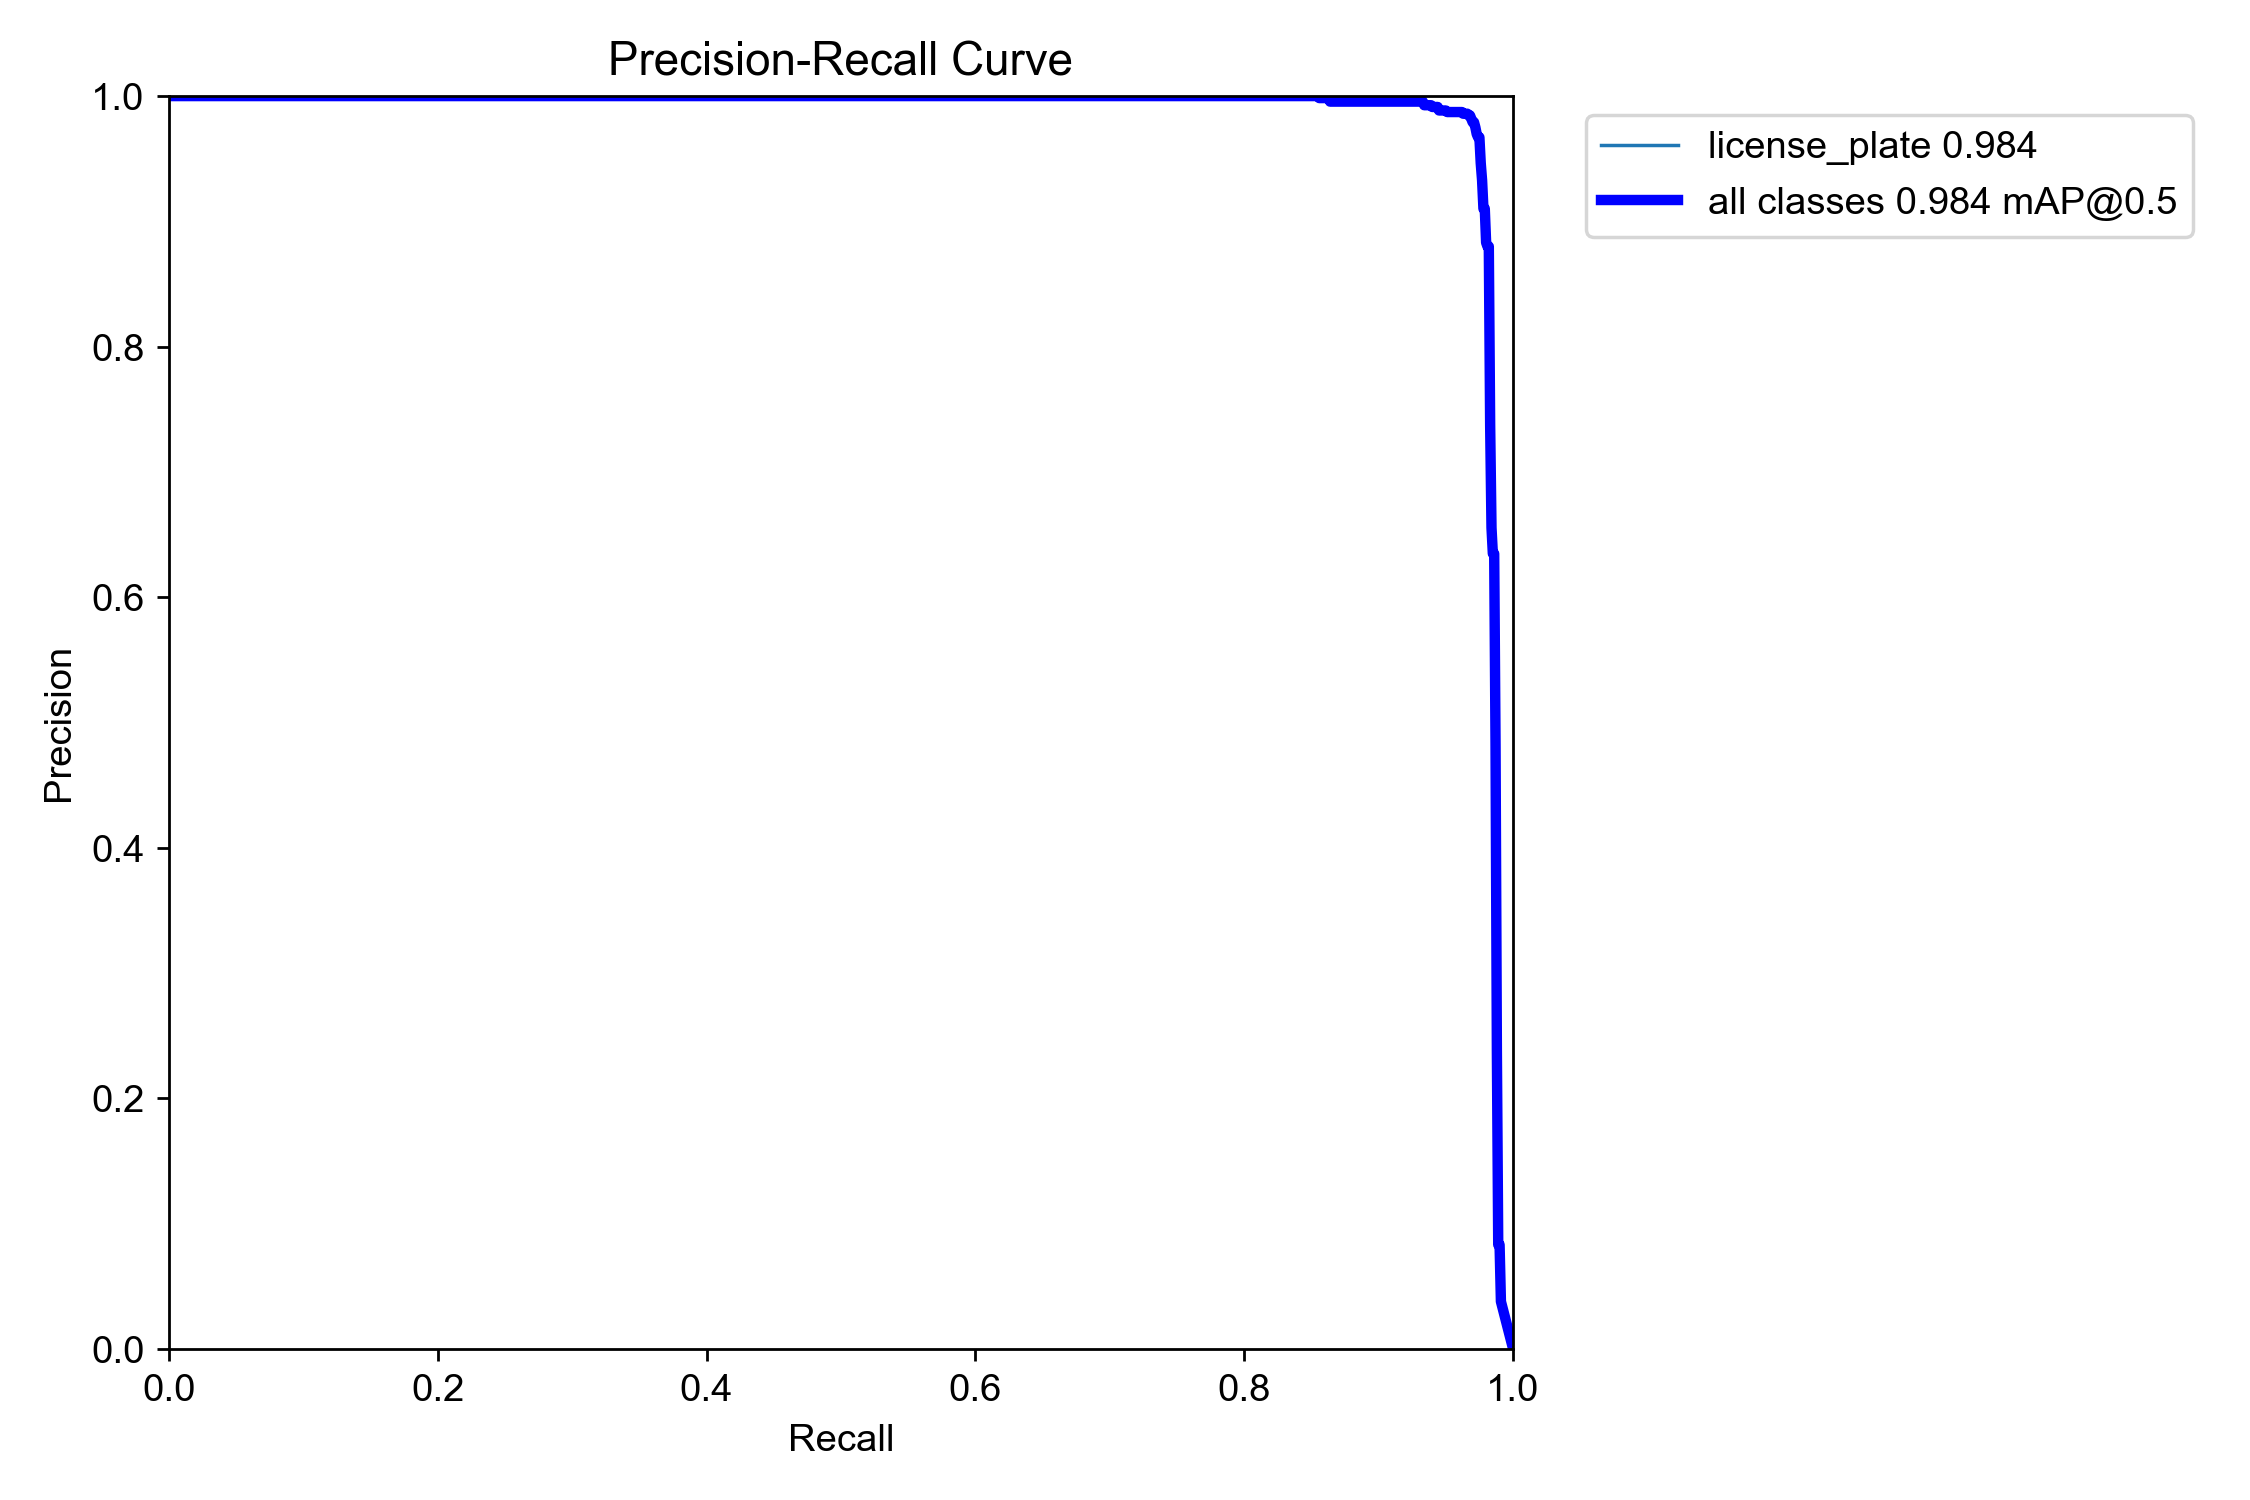 Precision-Recall Curve
1.0
0.8
0.6
0.4
0.2
0.0
Precision
0.0 0.2 0.4 0.6 0.8 1.0
Recall
license_plate 0.984
all classes 0.984 mAP@0.5